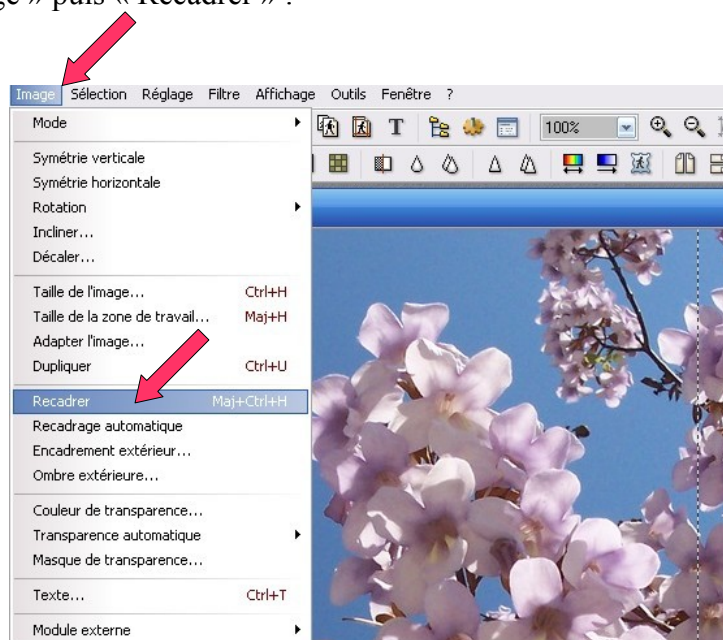 ge » puis « Recadrer » :
Image Sélection Réglage Filtre Affichage Outils Fenêtre ?
Mode
T 100%
Symétrie verticale
Symétrie horizontale
Rotation
Incliner...
Décaler...
Taille de l'image... Ctrl+H
Taille de la zone de travail... Maj+H
Adapter l'image...
Dupliquer Ctrl+U
Recadrer Maj+Ctrl+H
Recadrage automatique
Encadrement extérieur...
Ombre extérieure...
Couleur de transparence...
Transparence automatique
Masque de transparence...
Texte... Ctrl+T
Module externe